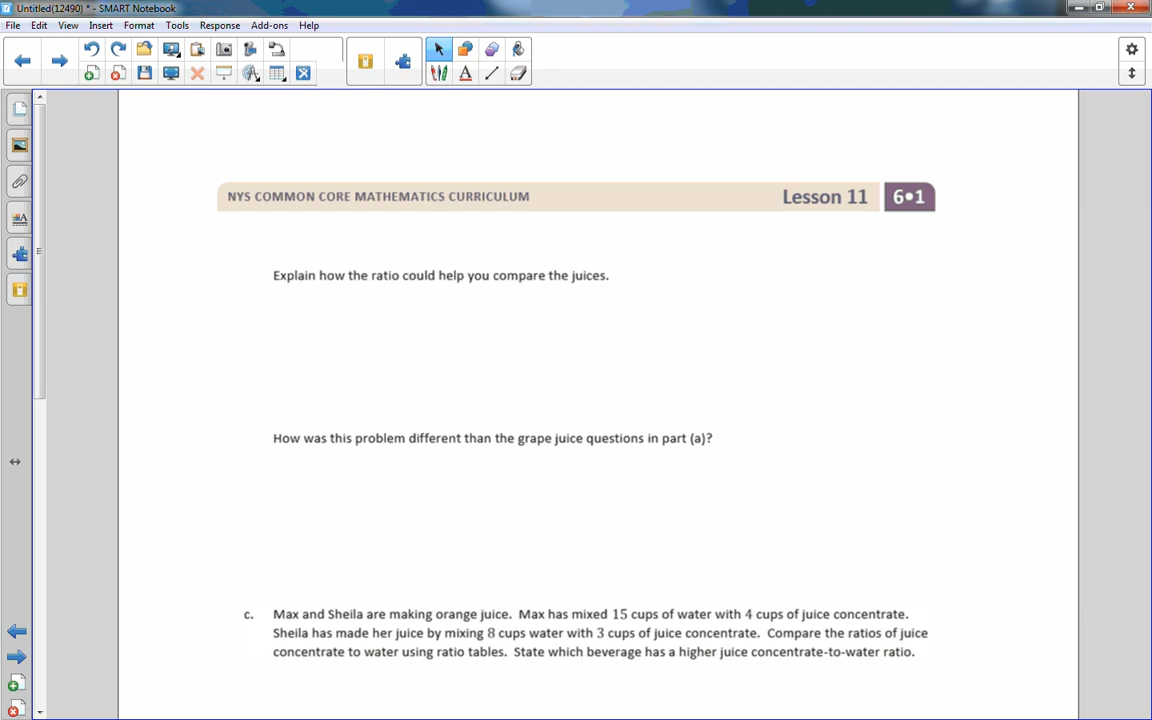 Untitled(12490) * - SMART Notebook
File Edit View Insert Format Tools Response Add-ons Help
NYS COMMON CORE MATHEMATICS CURRICULUM Lesson 11 6•1
Explain how the ratio could help you compare the juices.
How was this problem different than the grape juice questions in part (a)?
c. Max and Sheila are making orange juice. Max has mixed 15 cups of water with 4 cups of juice concentrate.
Sheila has made her juice by mixing 8 cups water with 3 cups of juice concentrate. Compare the ratios of juice
concentrate to water using ratio tables. State which beverage has a higher juice concentrate-to-water ratio.